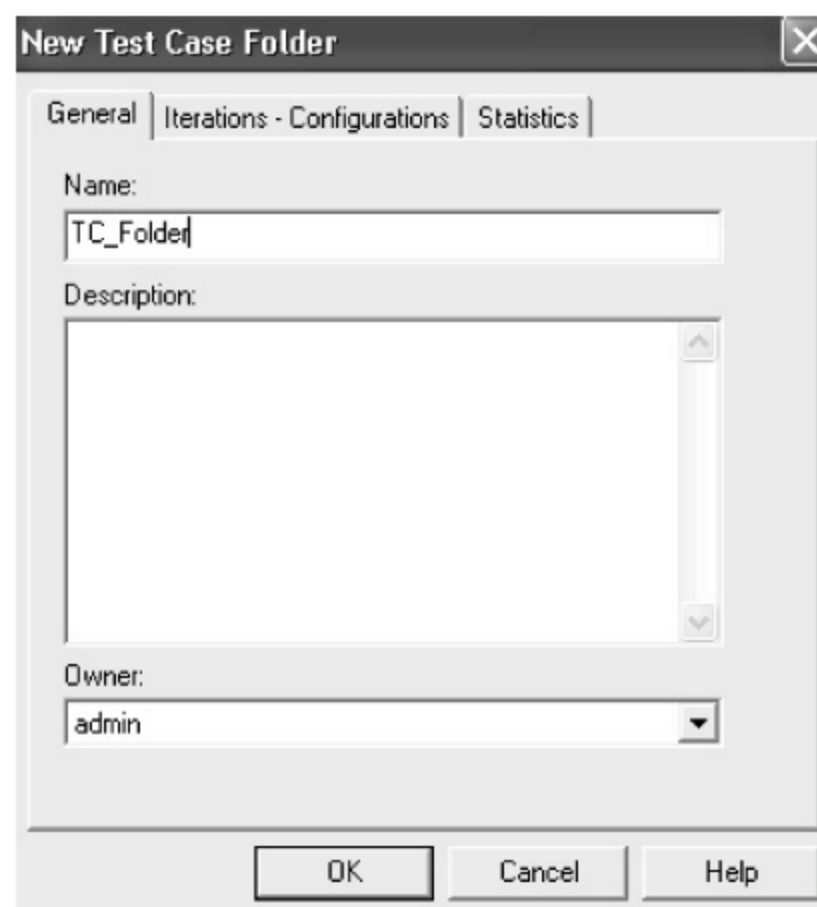 New Test Case Folder
General Iterations - Configurations Statistics
Name:
TC_Folder
Description:
Owner:
admin
OK Cancel Help